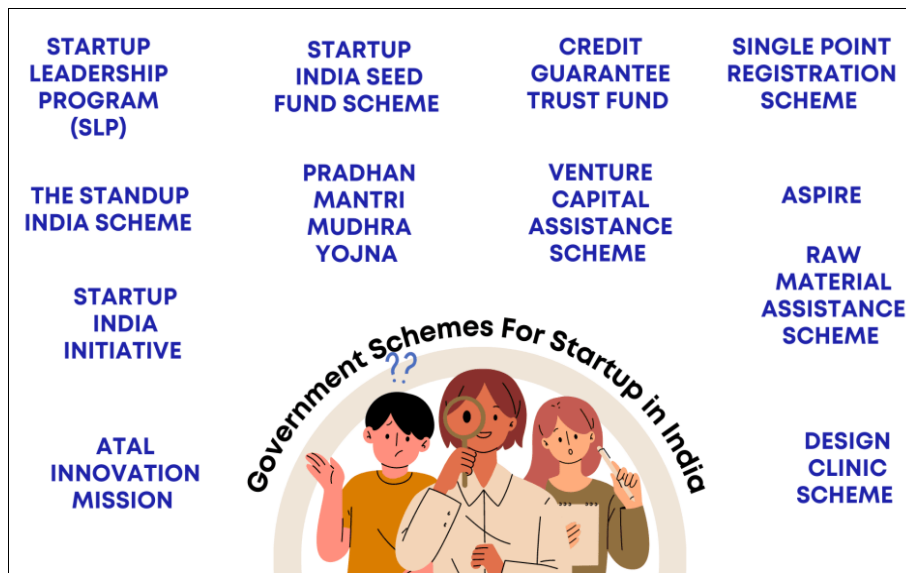 STARTUP
LEADERSHIP
PROGRAM
(SLP)
STARTUP
INDIA SEED
FUND SCHEME
CREDIT
GUARANTEE
TRUST FUND
SINGLE POINT
REGISTRATION
SCHEME
THE STANDUP
INDIA SCHEME
PRADHAN
MANTRI
MUDHRA
YOJNA
VENTURE
CAPITAL
ASSISTANCE
SCHEME
ASPIRE
STARTUP
INDIA
INITIATIVE
RAW
MATERIAL
ASSISTANCE
SCHEME
Government Schemes For Startup in India
??
ATAL
INNOVATION
MISSION
DESIGN
CLINIC
SCHEME